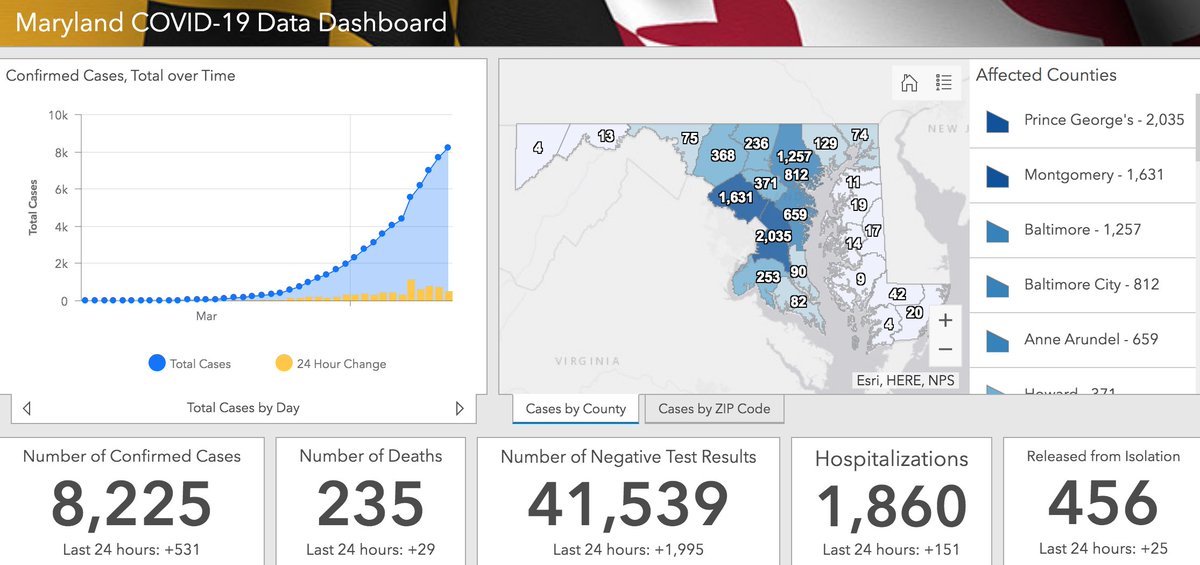 Maryland COVID-19 Data Dashboard
Confirmed Cases, Total over Time
10k
8k
6k
4k
2k
0
Total Cases
Mar
Total Cases
24 Hour Change
Total Cases by Day
4
13
75
368
236
1,257
129
74
812
371
1,631
659
2,035
253
90
82
11
19
17
14
9
42
20
4
NEW J
VIRGINIA
+
−
Esri, HERE, NPS
Cases by County
Cases by ZIP Code
Affected Counties
Prince George's - 2,035
Montgomery - 1,631
Baltimore - 1,257
Baltimore City - 812
Anne Arundel - 659
Howard - 371
Number of Confirmed Cases
8,225
Last 24 hours: +531
Number of Deaths
235
Last 24 hours: +29
Number of Negative Test Results
41,539
Last 24 hours: +1,995
Hospitalizations
1,860
Last 24 hours: +151
Released from Isolation
456
Last 24 hours: +25